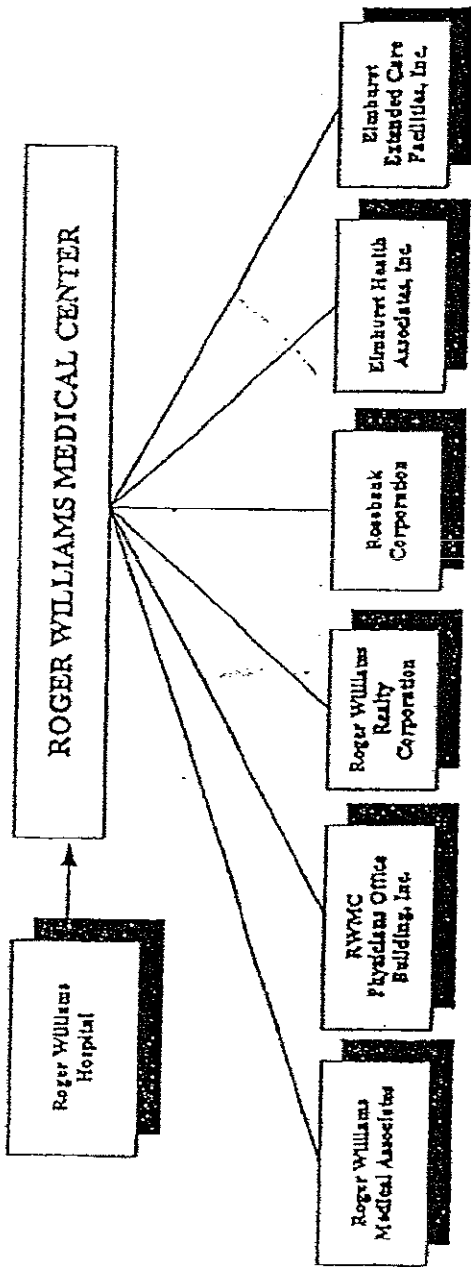 ROGER WILLIAMS MEDICAL CENTER
Roger Williams
Hospital
Roger Williams
Medical Associates
RWMC
Physicians Office
Building, Inc.
Roger Williams
Realty
Corporation
Rosebank
Corporation
Elmhurst Health
Associates, Inc.
Elmhurst
Extended Care
Facilities, Inc.